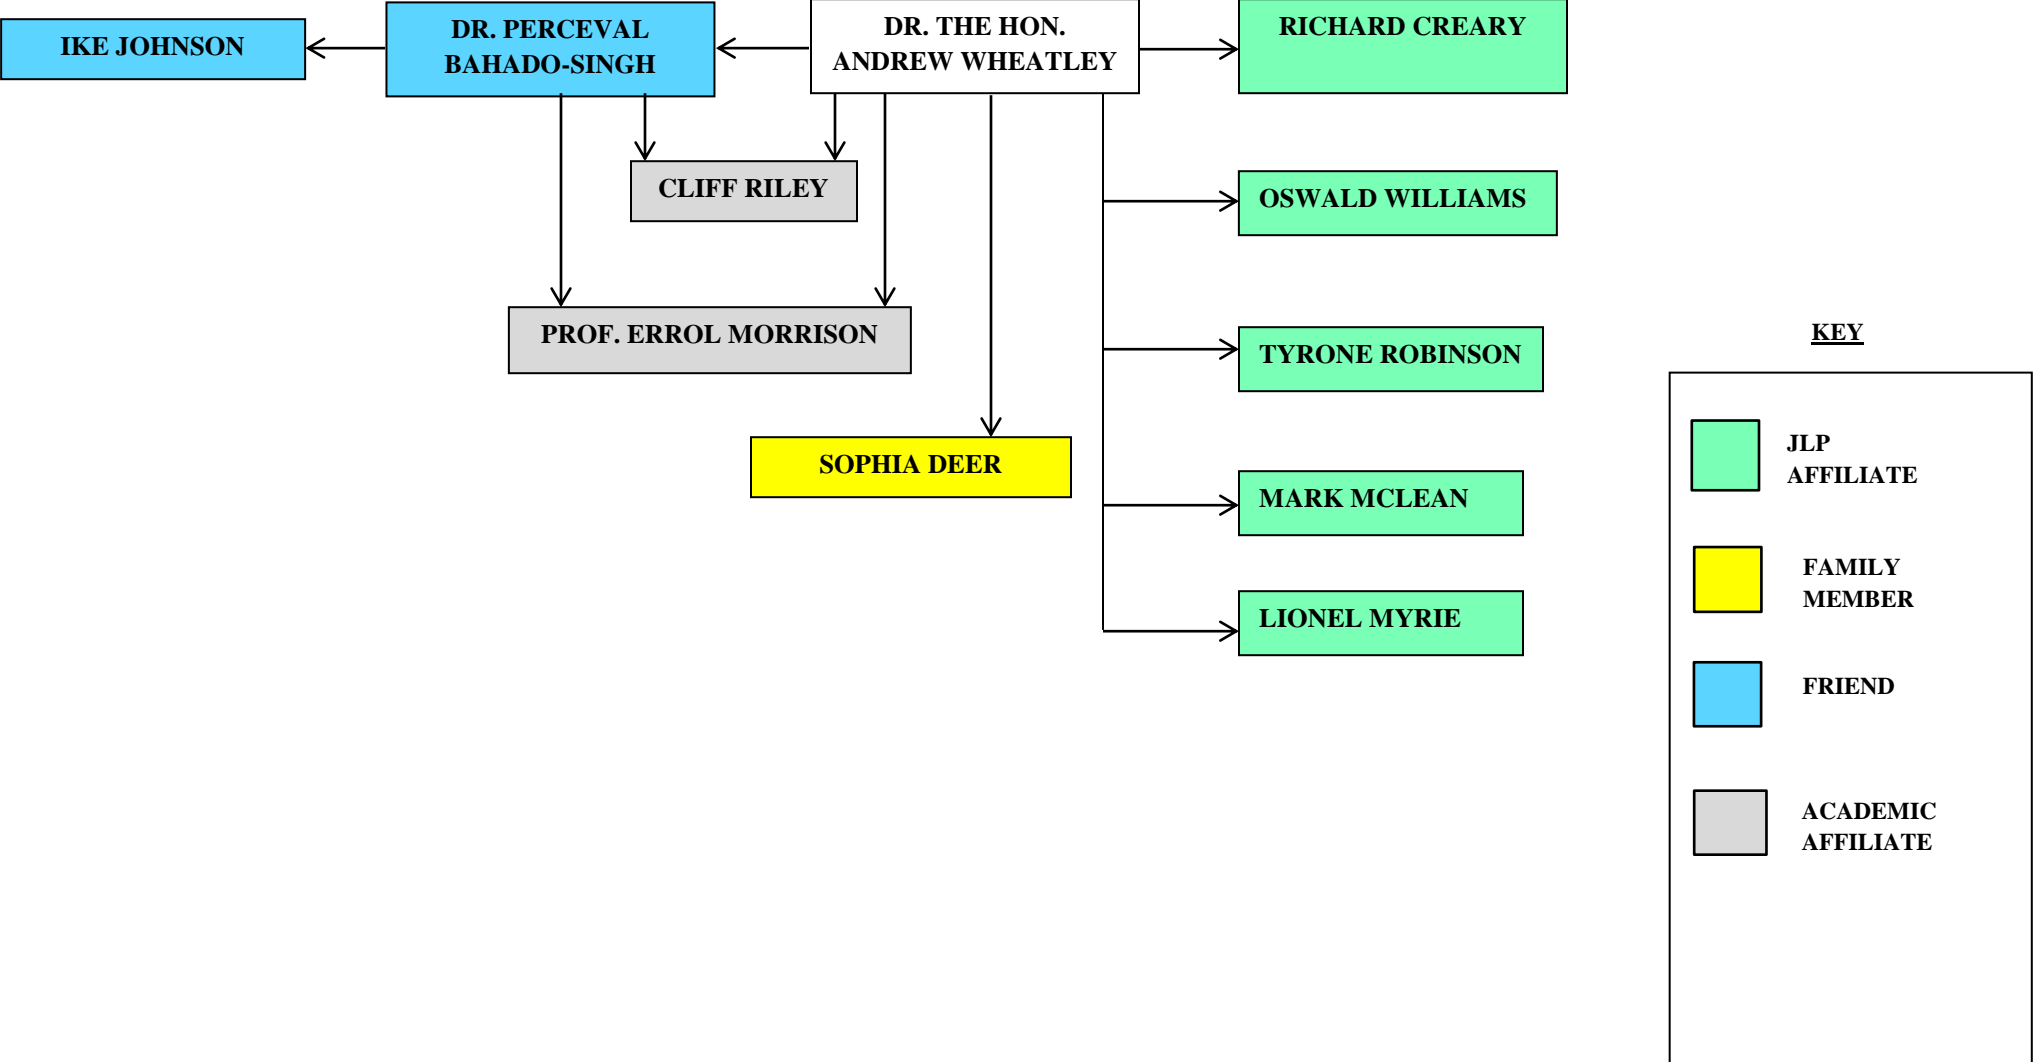 IKE JOHNSON
DR. PERCEVAL
BAHADO-SINGH
DR. THE HON.
ANDREW WHEATLEY
RICHARD CREARY
CLIFF RILEY
OSWALD WILLIAMS
PROF. ERROL MORRISON
TYRONE ROBINSON
SOPHIA DEER
MARK MCLEAN
LIONEL MYRIE
KEY
JLP
AFFILIATE
FAMILY
MEMBER
FRIEND
ACADEMIC
AFFILIATE